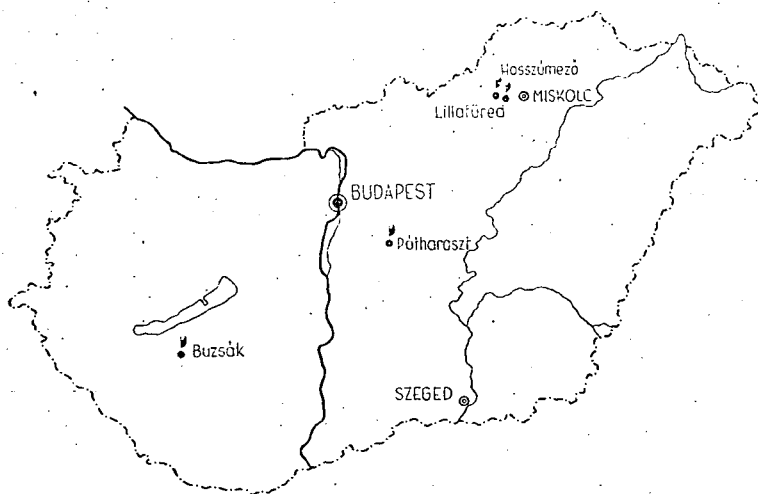 Hosszúmező
MISKOLC
Lillafüred
BUDAPEST
Pótharaszt
Buzsák
SZEGED